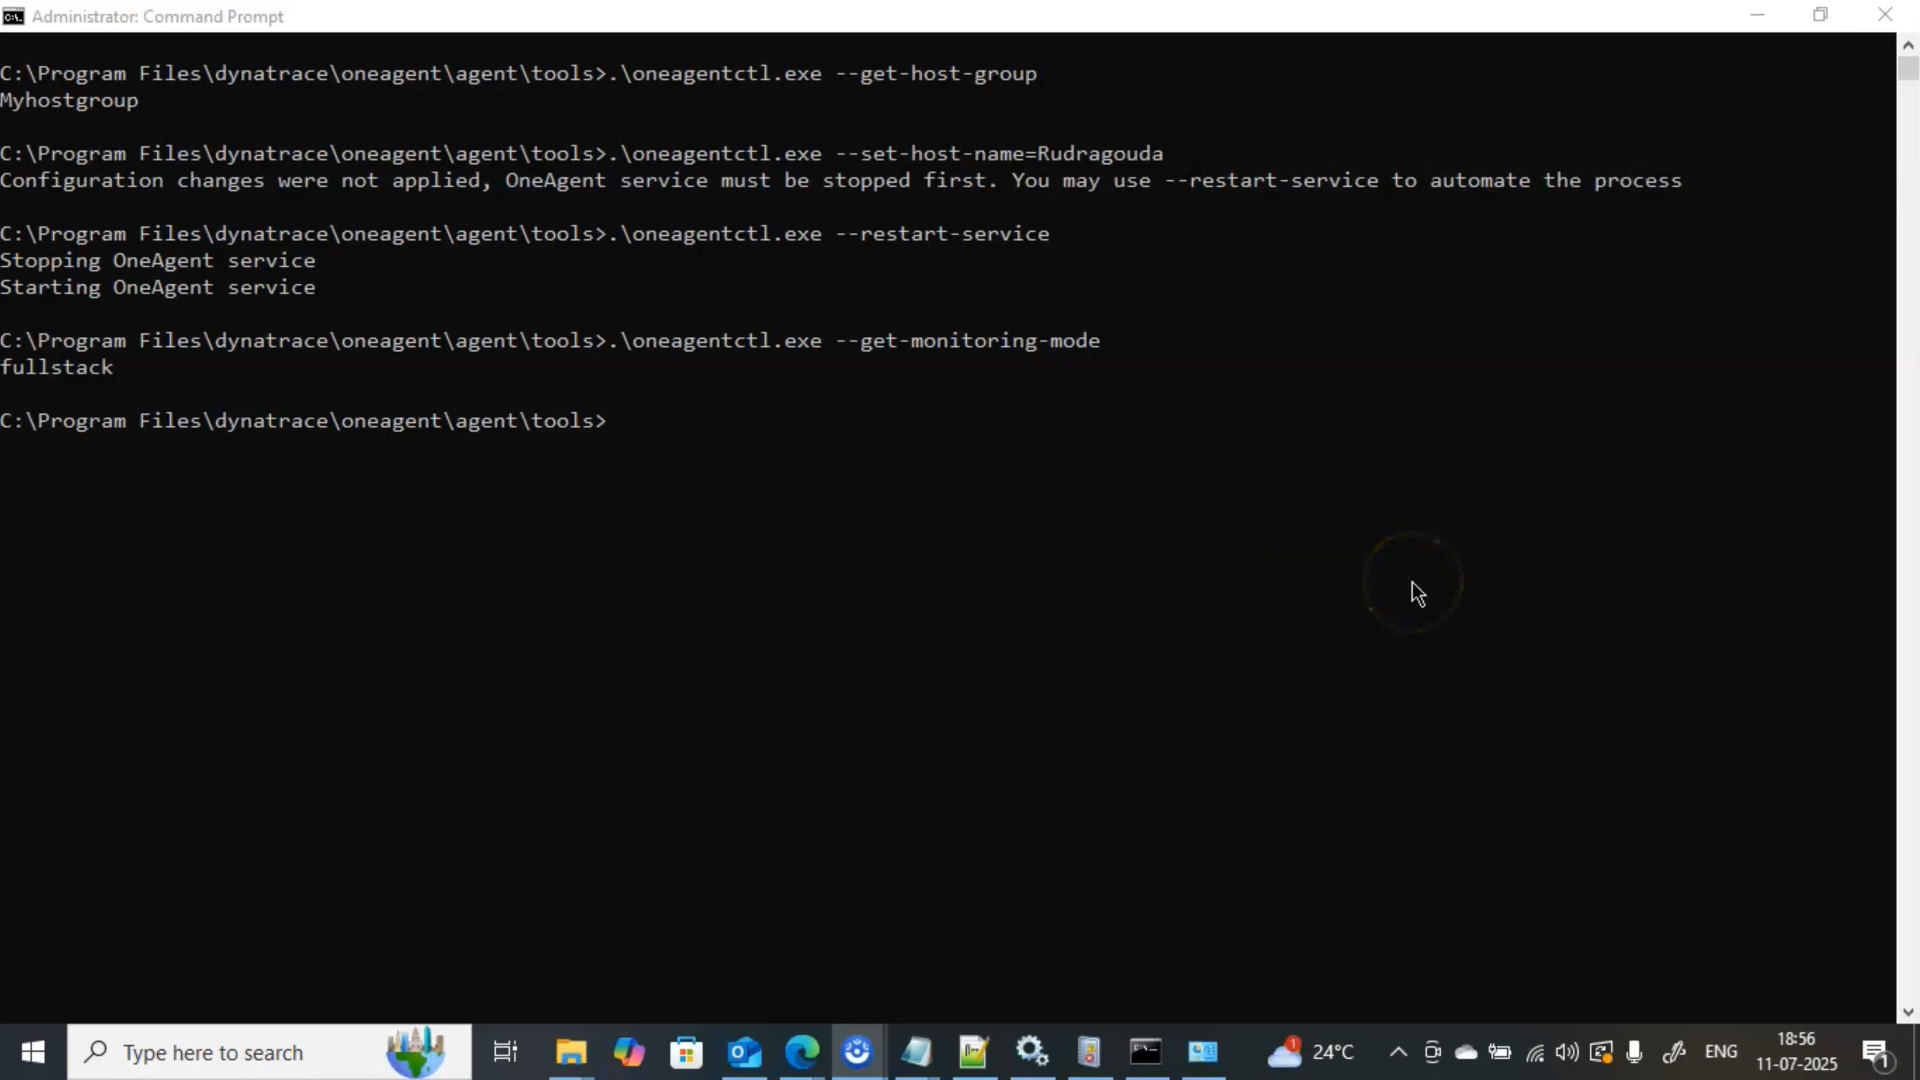 Administrator: Command Prompt
C:\Program Files\dynatrace\oneagent\agent\tools>.\oneagentctl.exe --get-host-group
Myhostgroup
C:\Program Files\dynatrace\oneagent\agent\tools>.\oneagentctl.exe --set-host-name=Rudragouda
Configuration changes were not applied, OneAgent service must be stopped first. You may use --restart-service to automate the process
C:\Program Files\dynatrace\oneagent\agent\tools>.\oneagentctl.exe --restart-service
Stopping OneAgent service
Starting OneAgent service
C:\Program Files\dynatrace\oneagent\agent\tools>.\oneagentctl.exe --get-monitoring-mode
fullstack
C:\Program Files\dynatrace\oneagent\agent\tools>
Type here to search
1
24°C
ENG
18:56
11-07-2025
1